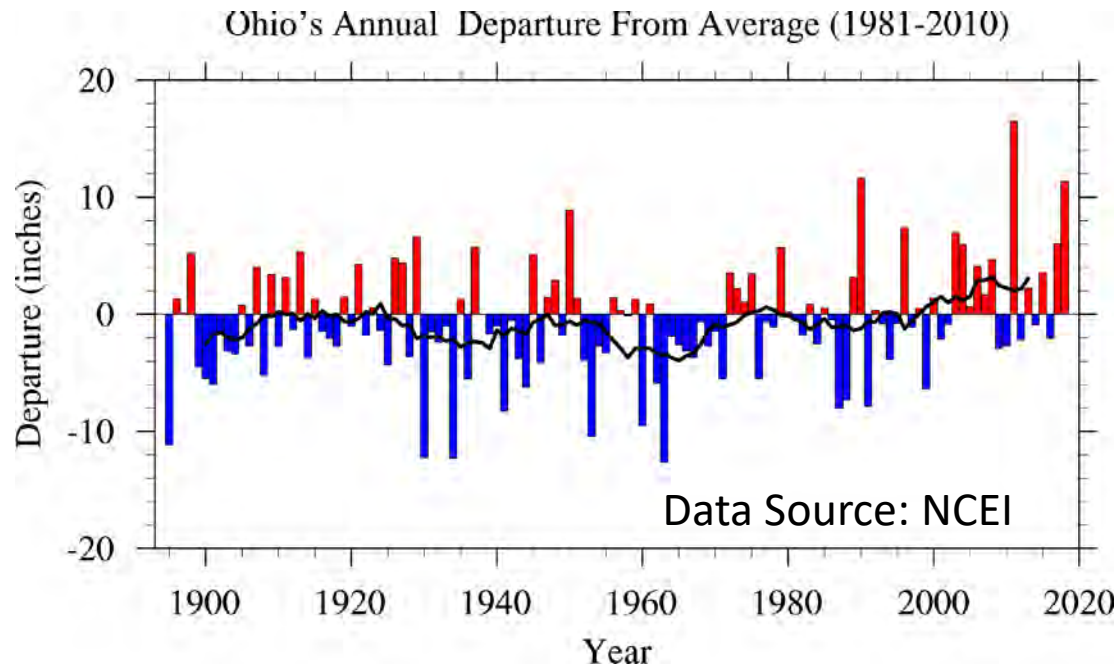 Ohio's Annual Departure From Average (1981-2010)
20
10
0
-10
-20
Departure (inches)
Data Source: NCEI
1900 1920 1940 1960 1980 2000 2020
Year